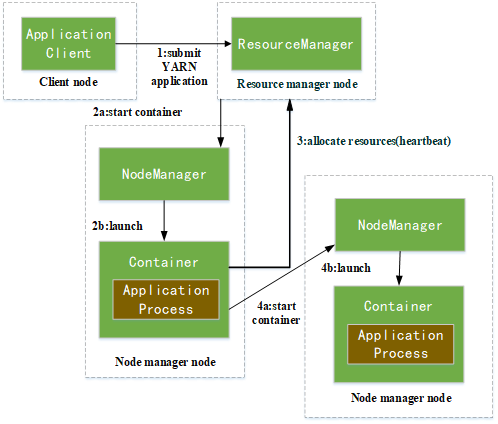 Application
Client
Client node
1:submit
YARN
application
ResourceManager
Resource manager node
2a:start container
3:allocate resources(heartbeat)
NodeManager
2b:launch
Container
Application
Process
Node manager node
4a:start
container
NodeManager
4b:launch
Container
Application
Process
Node manager node